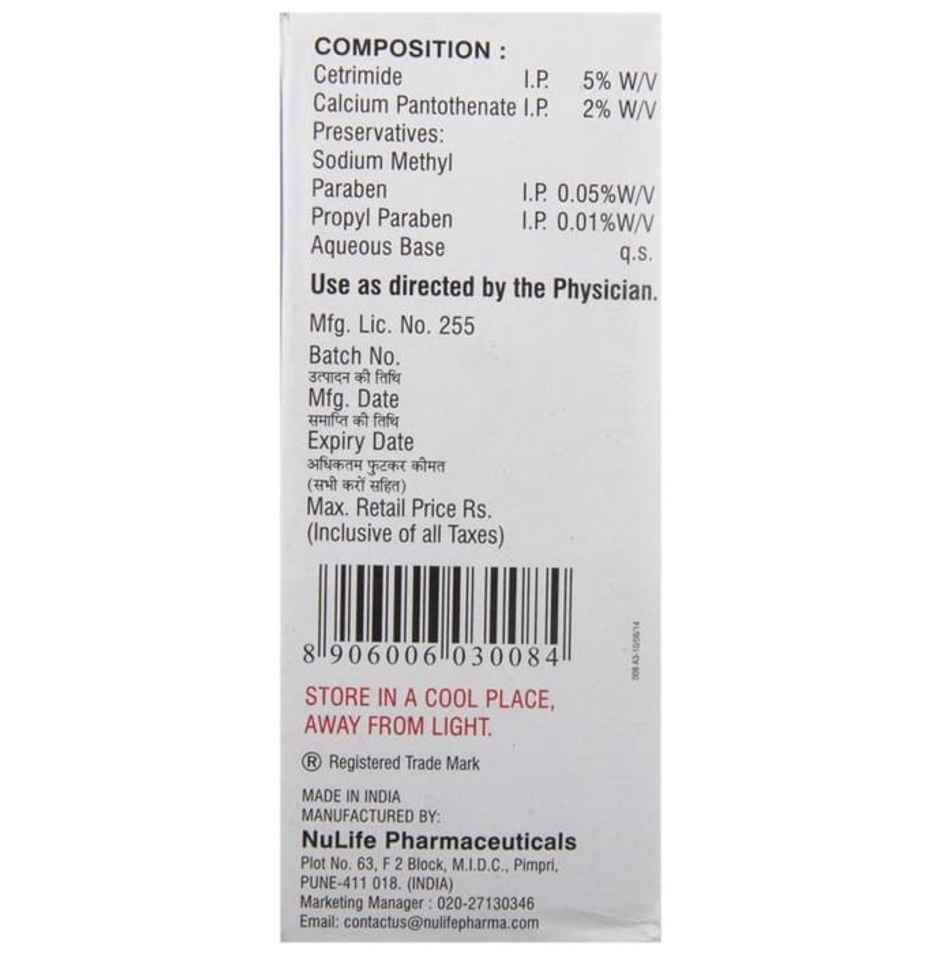 COMPOSITION :
Cetrimide I.P. 5% W/V
Calcium Pantothenate I.P. 2% W/V
Preservatives:
Sodium Methyl
Paraben I.P. 0.05%W/V
Propyl Paraben I.P. 0.01%W/V
Aqueous Base q.s.
Use as directed by the Physician.
Mfg. Lic. No. 255
Batch No.
उत्पादन की तिथि
Mfg. Date
समाप्ति की तिथि
Expiry Date
अधिकतम फुटकर कीमत
(सभी करों सहित)
Max. Retail Price Rs.
(Inclusive of all Taxes)
8 906006 030084
STORE IN A COOL PLACE,
AWAY FROM LIGHT.
® Registered Trade Mark
MADE IN INDIA
MANUFACTURED BY:
NuLife Pharmaceuticals
Plot No. 63, F 2 Block, M.I.D.C., Pimpri,
PUNE-411 018. (INDIA)
Marketing Manager : 020-27130346
Email: contactus@nulifepharma.com